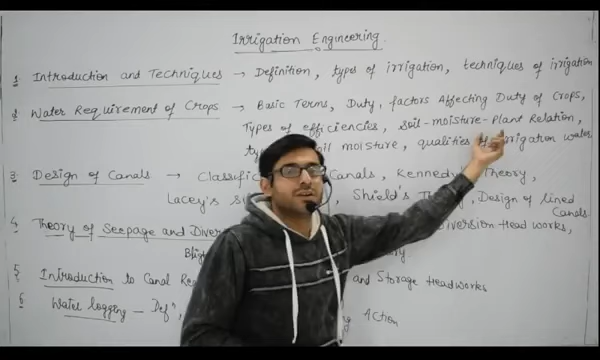 Irrigation Engineering.
1 Introduction and Techniques → Definition, types of irrigation, techniques of irrigation
2 Water Requirement of Crops → Basic Terms, Duty, factors Affecting Duty of Crops,
Types of efficiencies, soil-moisture-Plant Relation,
soil moisture, qualities of irrigation water
3 Design of Canals → Canals, Kennedy Theory,
Lacey's Shield's Design of lined
Canals
4 Theory of Seepage and Diversion Head works,
5 Introduction to Canal and Storage Headworks
6 Water logging - Defⁿ, Action